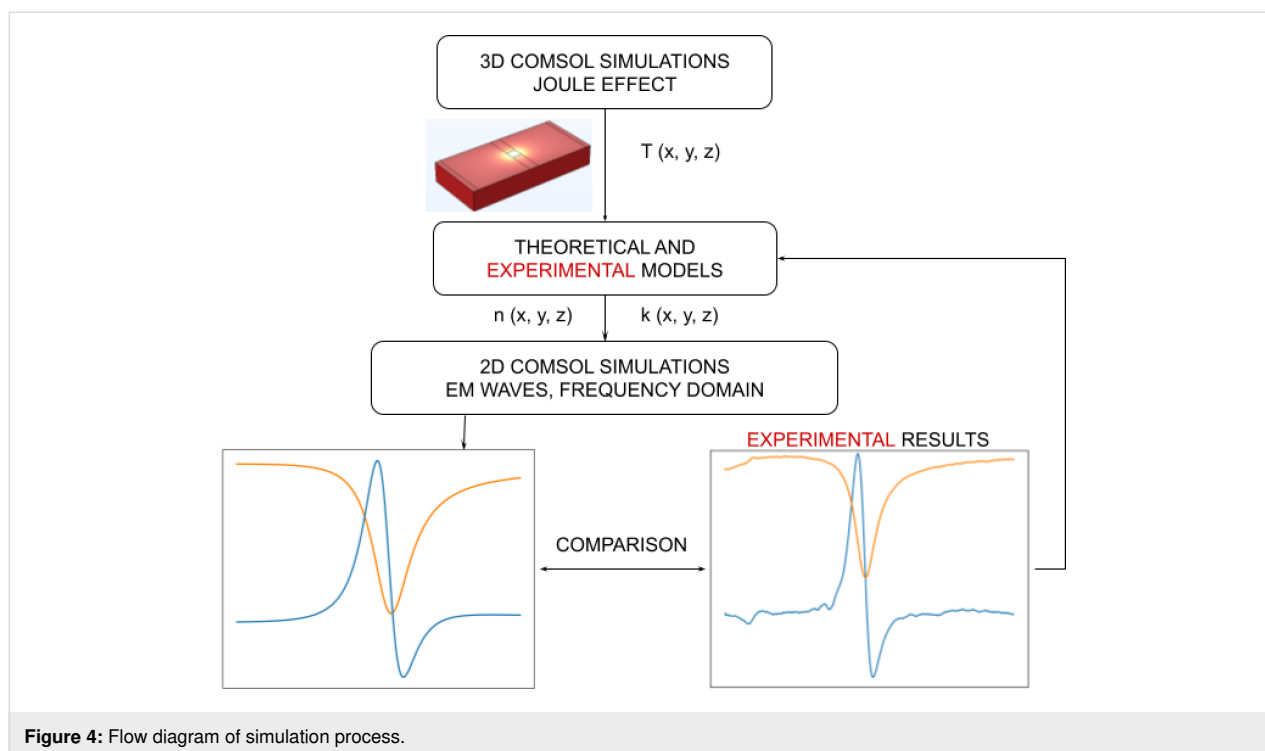 3D COMSOL SIMULATIONS
JOULE EFFECT
T (x, y, z)
THEORETICAL AND
EXPERIMENTAL MODELS
n (x, y, z) k (x, y, z)
2D COMSOL SIMULATIONS
EM WAVES, FREQUENCY DOMAIN
EXPERIMENTAL RESULTS
COMPARISON
Figure 4: Flow diagram of simulation process.